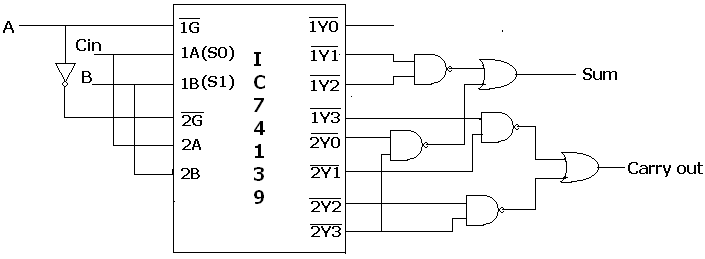 A
Cin
B
1G
1A(S0)
1B(S1)
2G
2A
2B
I
C
7
4
1
3
9
1Y0
1Y1
1Y2
1Y3
2Y0
2Y1
2Y2
2Y3
Sum
Carry out